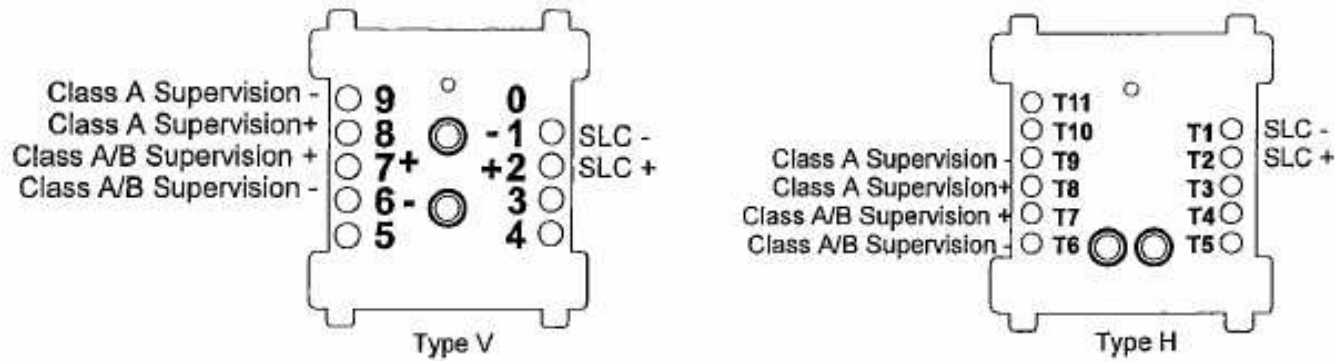 Class A Supervision - 9 0
Class A Supervision+ 8 -1 SLC -
Class A/B Supervision + 7+ +2 SLC +
Class A/B Supervision - 6- 3
5 4
Type V
T11
T10 T1 SLC -
Class A Supervision - T9 T2 SLC +
Class A Supervision+ T8 T3
Class A/B Supervision + T7 T4
Class A/B Supervision - T6 T5
Type H